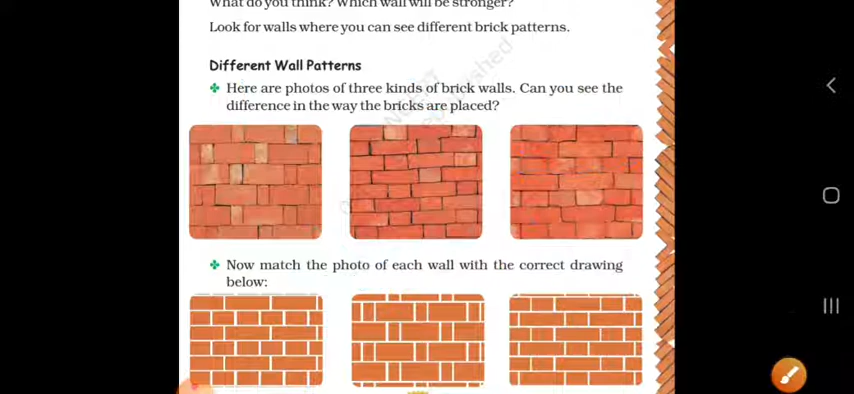 What do you think? Which wall will be stronger?
Look for walls where you can see different brick patterns.
Different Wall Patterns
Here are photos of three kinds of brick walls. Can you see the
difference in the way the bricks are placed?
Now match the photo of each wall with the correct drawing
below: